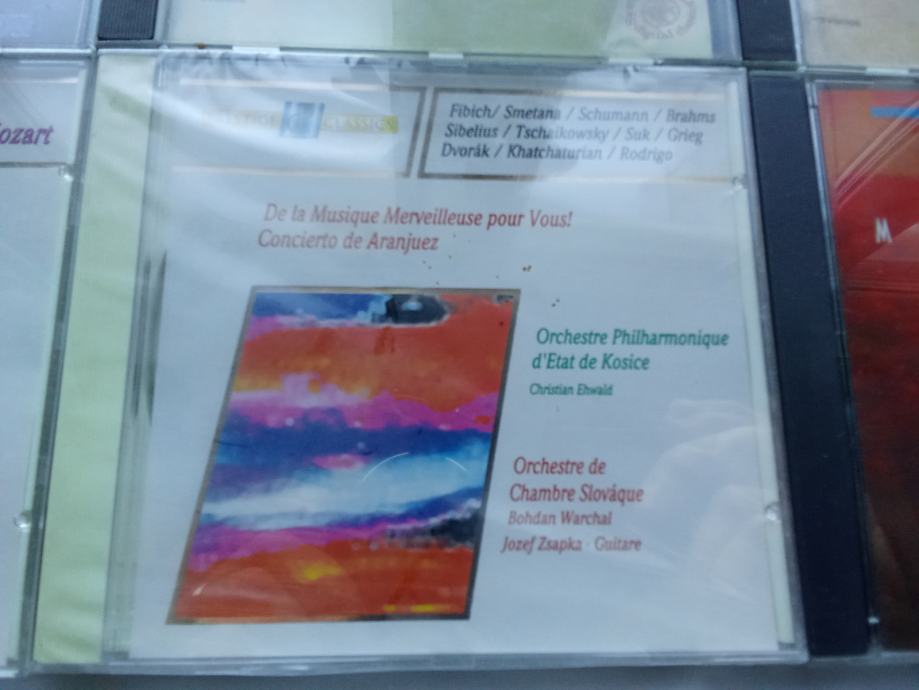 ozart
CLASSICS
Fibich/ Smetana / Schumann / Brahms
Sibelius / Tschaikowsky / Suk / Grieg
Dvorák / Khatchaturian / Rodrigo
De la Musique Merveilleuse pour Vous!
Concierto de Aranjuez
Orchestre Philharmonique
d'Etat de Kosice
Christian Ehwald
Orchestre de
Chambre Slovaque
Bohdan Warchal
Jozef Zsapka - Guitare
M